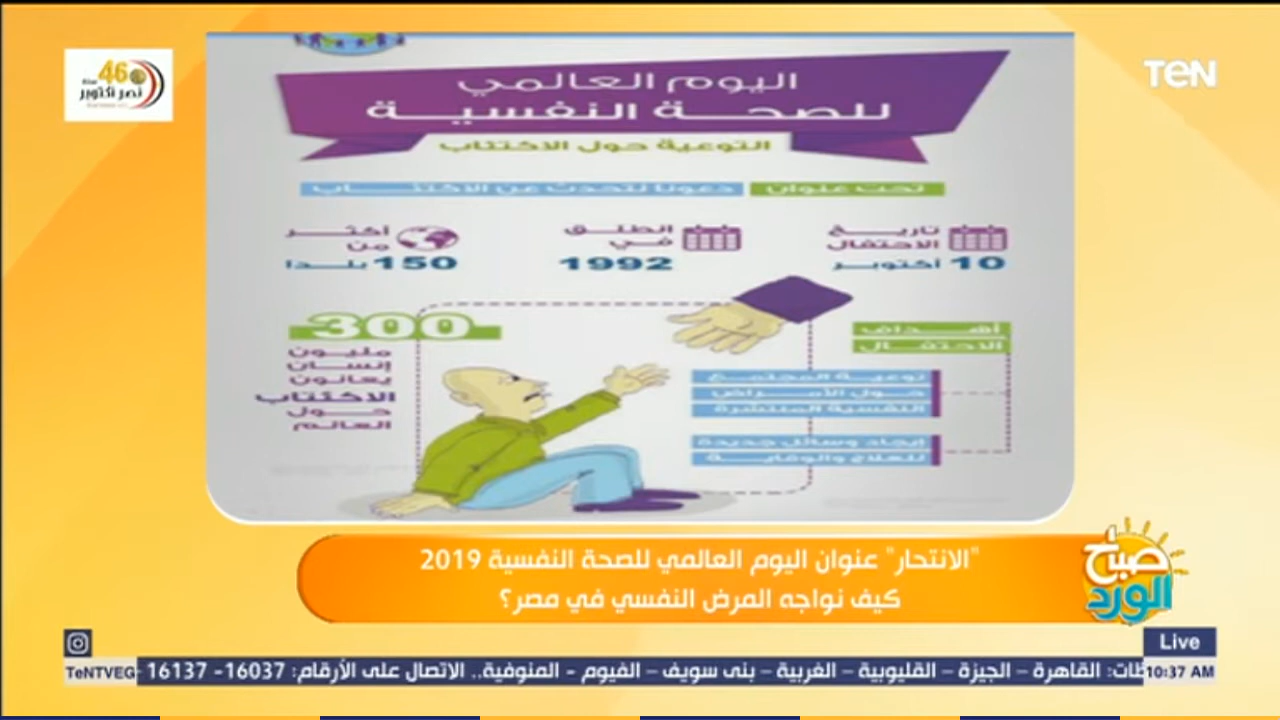 46
سنة
نصر أكتوبر
TeN
اليوم العالمي
للصحة النفسية
التوعية حول الاكتئاب
تحت عنوان دعونا نتحدث عن الاكتئاب
تاريخ
الاحتفال
10 أكتوبر
انطلق
في
1992
أكثر
من
150 بلدا
300
مليون
إنسان
يعانون
الاكتئاب
حول
العالم
أهداف
الاحتفال
توعية المجتمع
حول الأمراض
النفسية المنتشرة
إيجاد وسائل جديدة
للعلاج والوقاية
"الانتحار" عنوان اليوم العالمي للصحة النفسية 2019
كيف نواجه المرض النفسي في مصر؟
صباح
الورد
Live
10:37 AM
TeNTVEG
القاهرة – الجيزة – القليوبية – الغربية – بنى سويف – الفيوم - المنوفية.. الاتصال على الأرقام: 16037- 16137